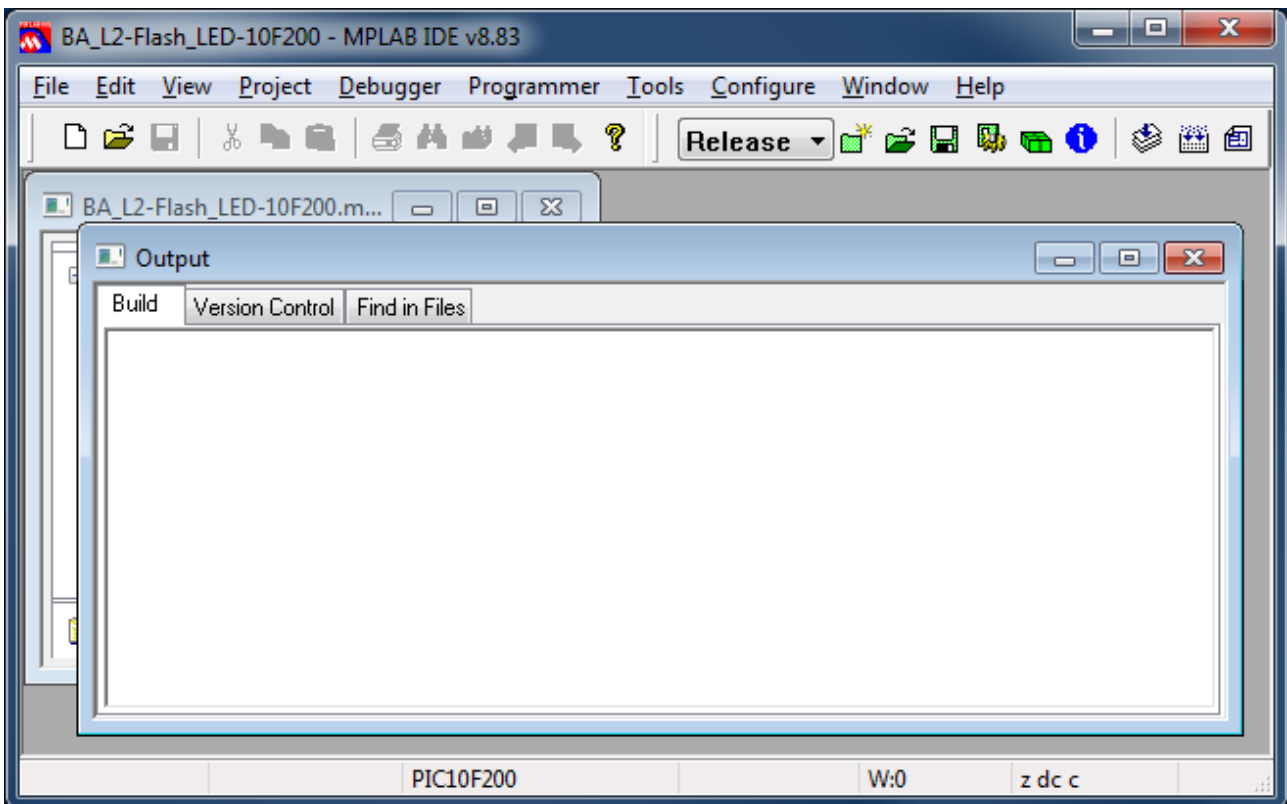 BA_L2-Flash_LED-10F200 - MPLAB IDE v8.83
File Edit View Project Debugger Programmer Tools Configure Window Help
Release
BA_L2-Flash_LED-10F200.m...
Output
Build Version Control Find in Files
PIC10F200 W:0 z dc c